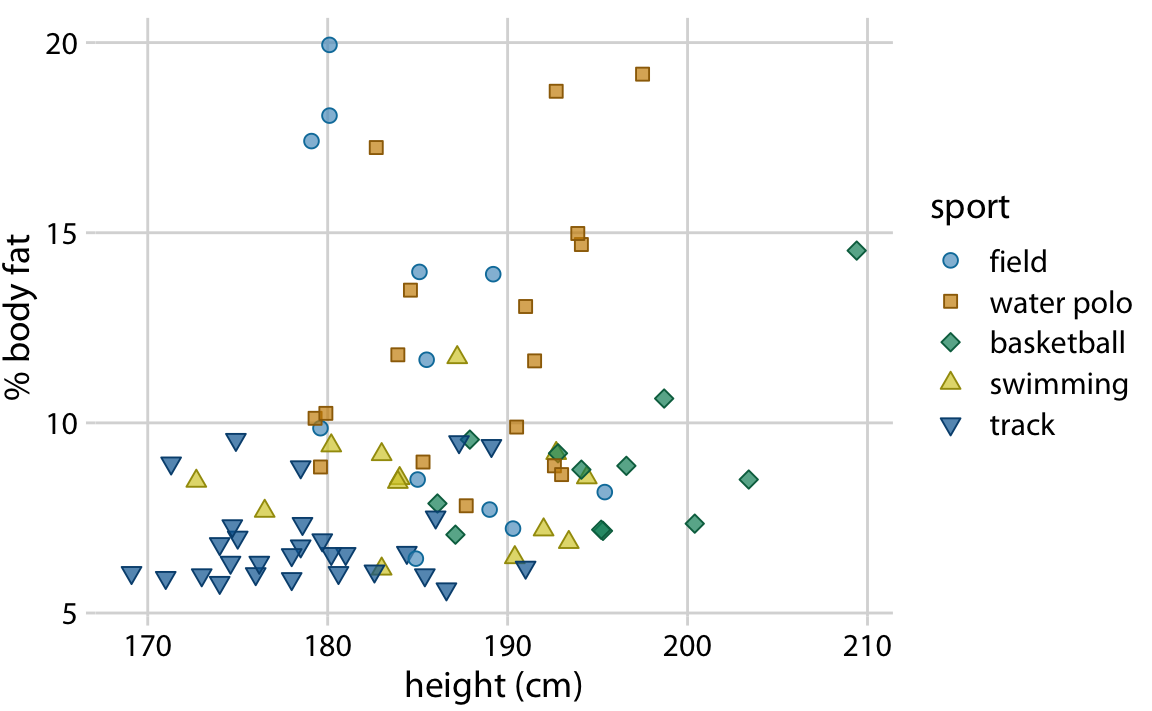 20
15
10
5
% body fat
170 180 190 200 210
height (cm)
sport
field
water polo
basketball
swimming
track